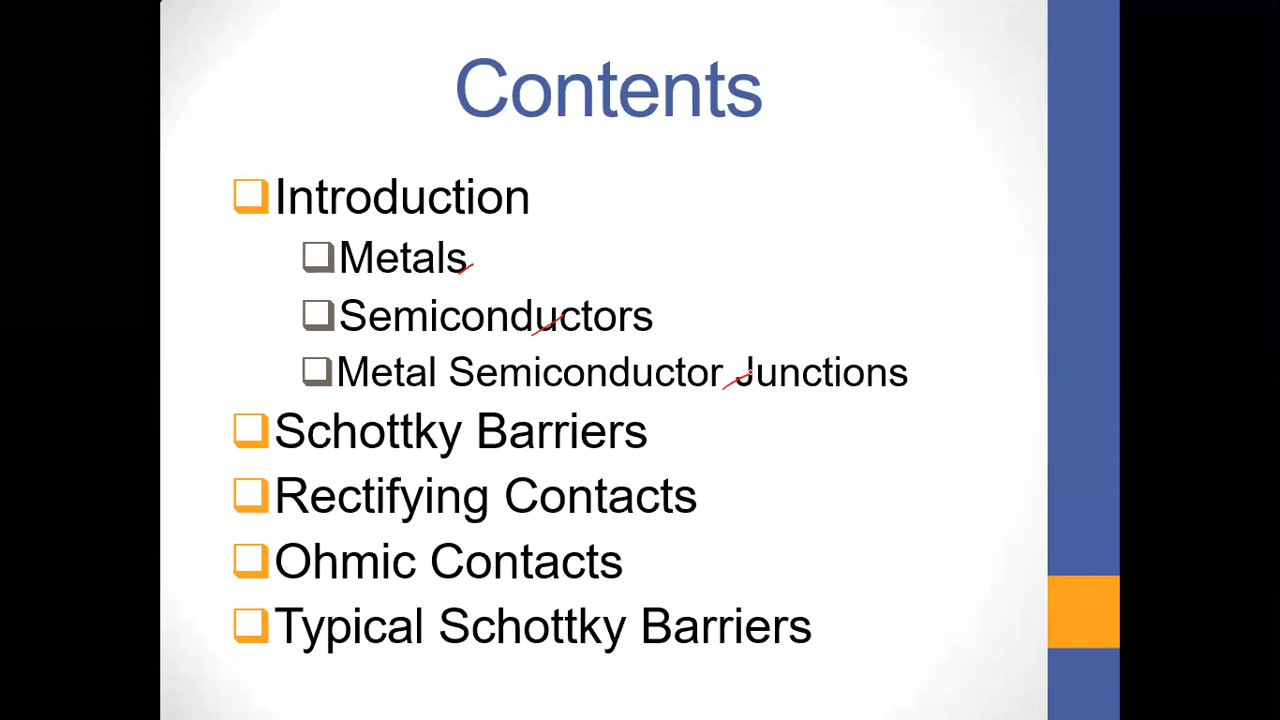 Contents
Introduction
Metals
Semiconductors
Metal Semiconductor Junctions
Schottky Barriers
Rectifying Contacts
Ohmic Contacts
Typical Schottky Barriers